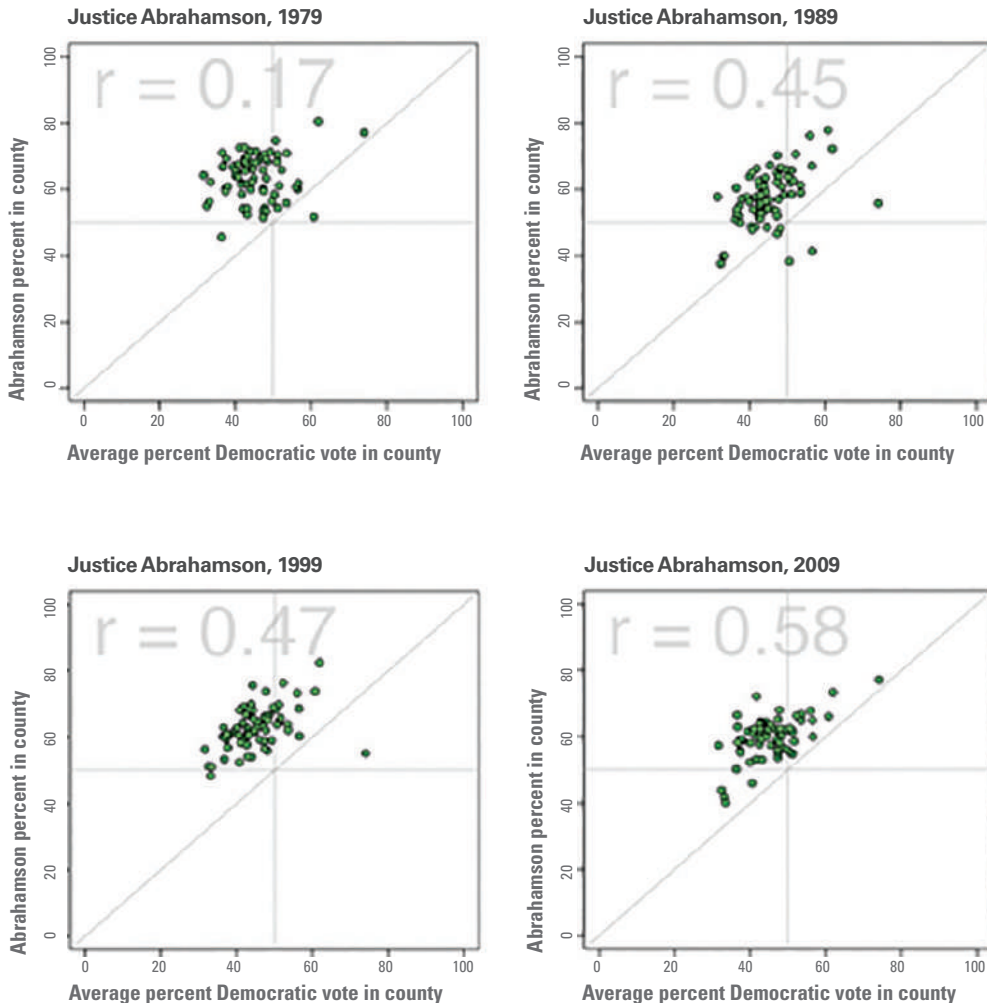 Justice Abrahamson, 1979
r = 0.17
Abrahamson percent in county
100
80
60
40
20
0
0 20 40 60 80 100
Average percent Democratic vote in county
Justice Abrahamson, 1989
r = 0.45
Abrahamson percent in county
100
80
60
40
20
0
0 20 40 60 80 100
Average percent Democratic vote in county
Justice Abrahamson, 1999
r = 0.47
Abrahamson percent in county
100
80
60
40
20
0
0 20 40 60 80 100
Average percent Democratic vote in county
Justice Abrahamson, 2009
r = 0.58
Abrahamson percent in county
100
80
60
40
20
0
0 20 40 60 80 100
Average percent Democratic vote in county